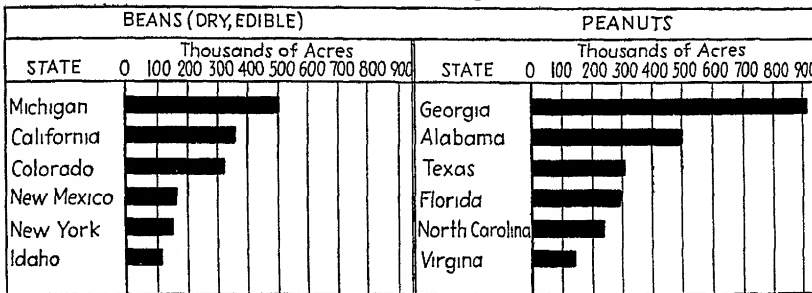 BEANS (DRY, EDIBLE)
Thousands of Acres
STATE 0 100 200 300 400 500 600 700 800 900
Michigan
California
Colorado
New Mexico
New York
Idaho
PEANUTS
Thousands of Acres
STATE 0 100 200 300 400 500 600 700 800 900
Georgia
Alabama
Texas
Florida
North Carolina
Virgina